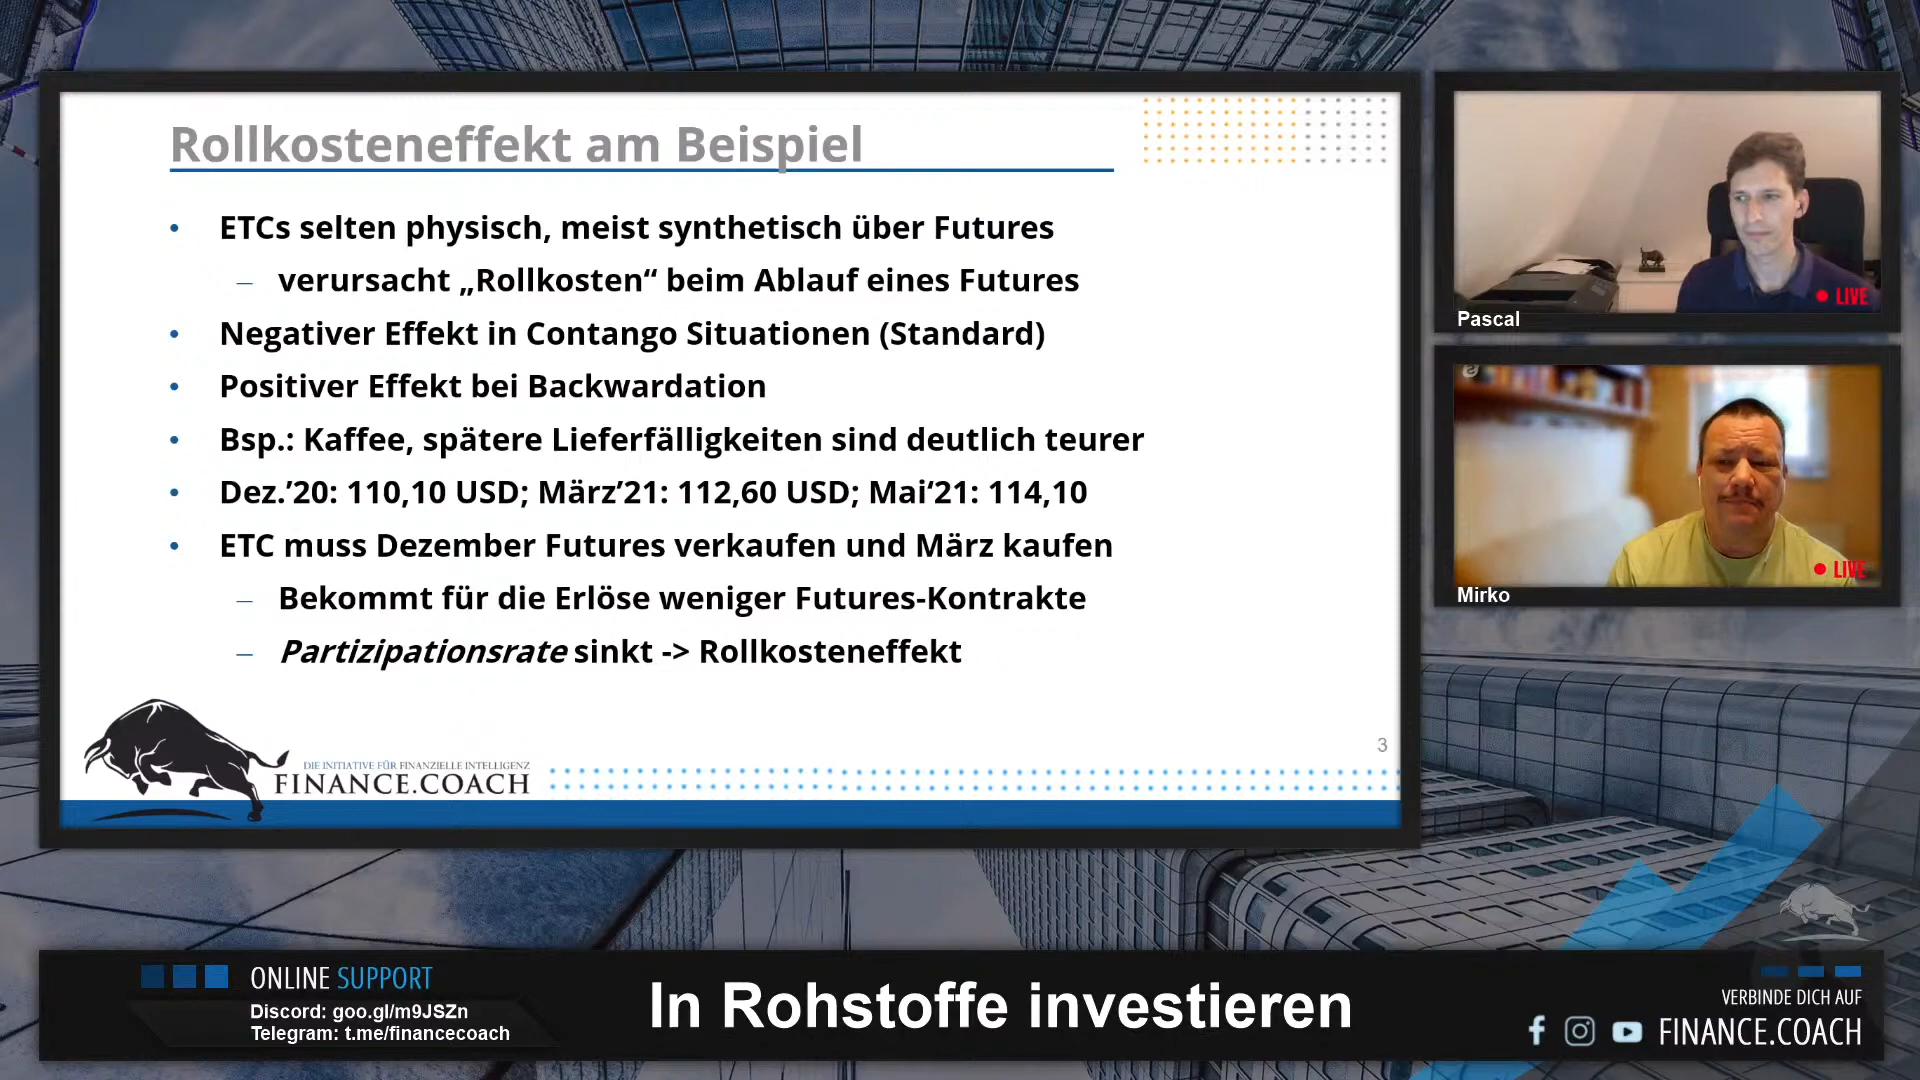 Rollkosteneffekt am Beispiel
• ETCs selten physisch, meist synthetisch über Futures
– verursacht „Rollkosten“ beim Ablauf eines Futures
• Negativer Effekt in Contango Situationen (Standard)
• Positiver Effekt bei Backwardation
• Bsp.: Kaffee, spätere Lieferfälligkeiten sind deutlich teurer
• Dez.’20: 110,10 USD; März’21: 112,60 USD; Mai‘21: 114,10
• ETC muss Dezember Futures verkaufen und März kaufen
– Bekommt für die Erlöse weniger Futures-Kontrakte
– Partizipationsrate sinkt -> Rollkosteneffekt
3
DIE INITIATIVE FÜR FINANZIELLE INTELLIGENZ
FINANCE.COACH
LIVE
Pascal
LIVE
Mirko
ONLINE SUPPORT
Discord: goo.gl/m9JSZn
Telegram: t.me/financecoach
In Rohstoffe investieren
VERBINDE DICH AUF
FINANCE.COACH